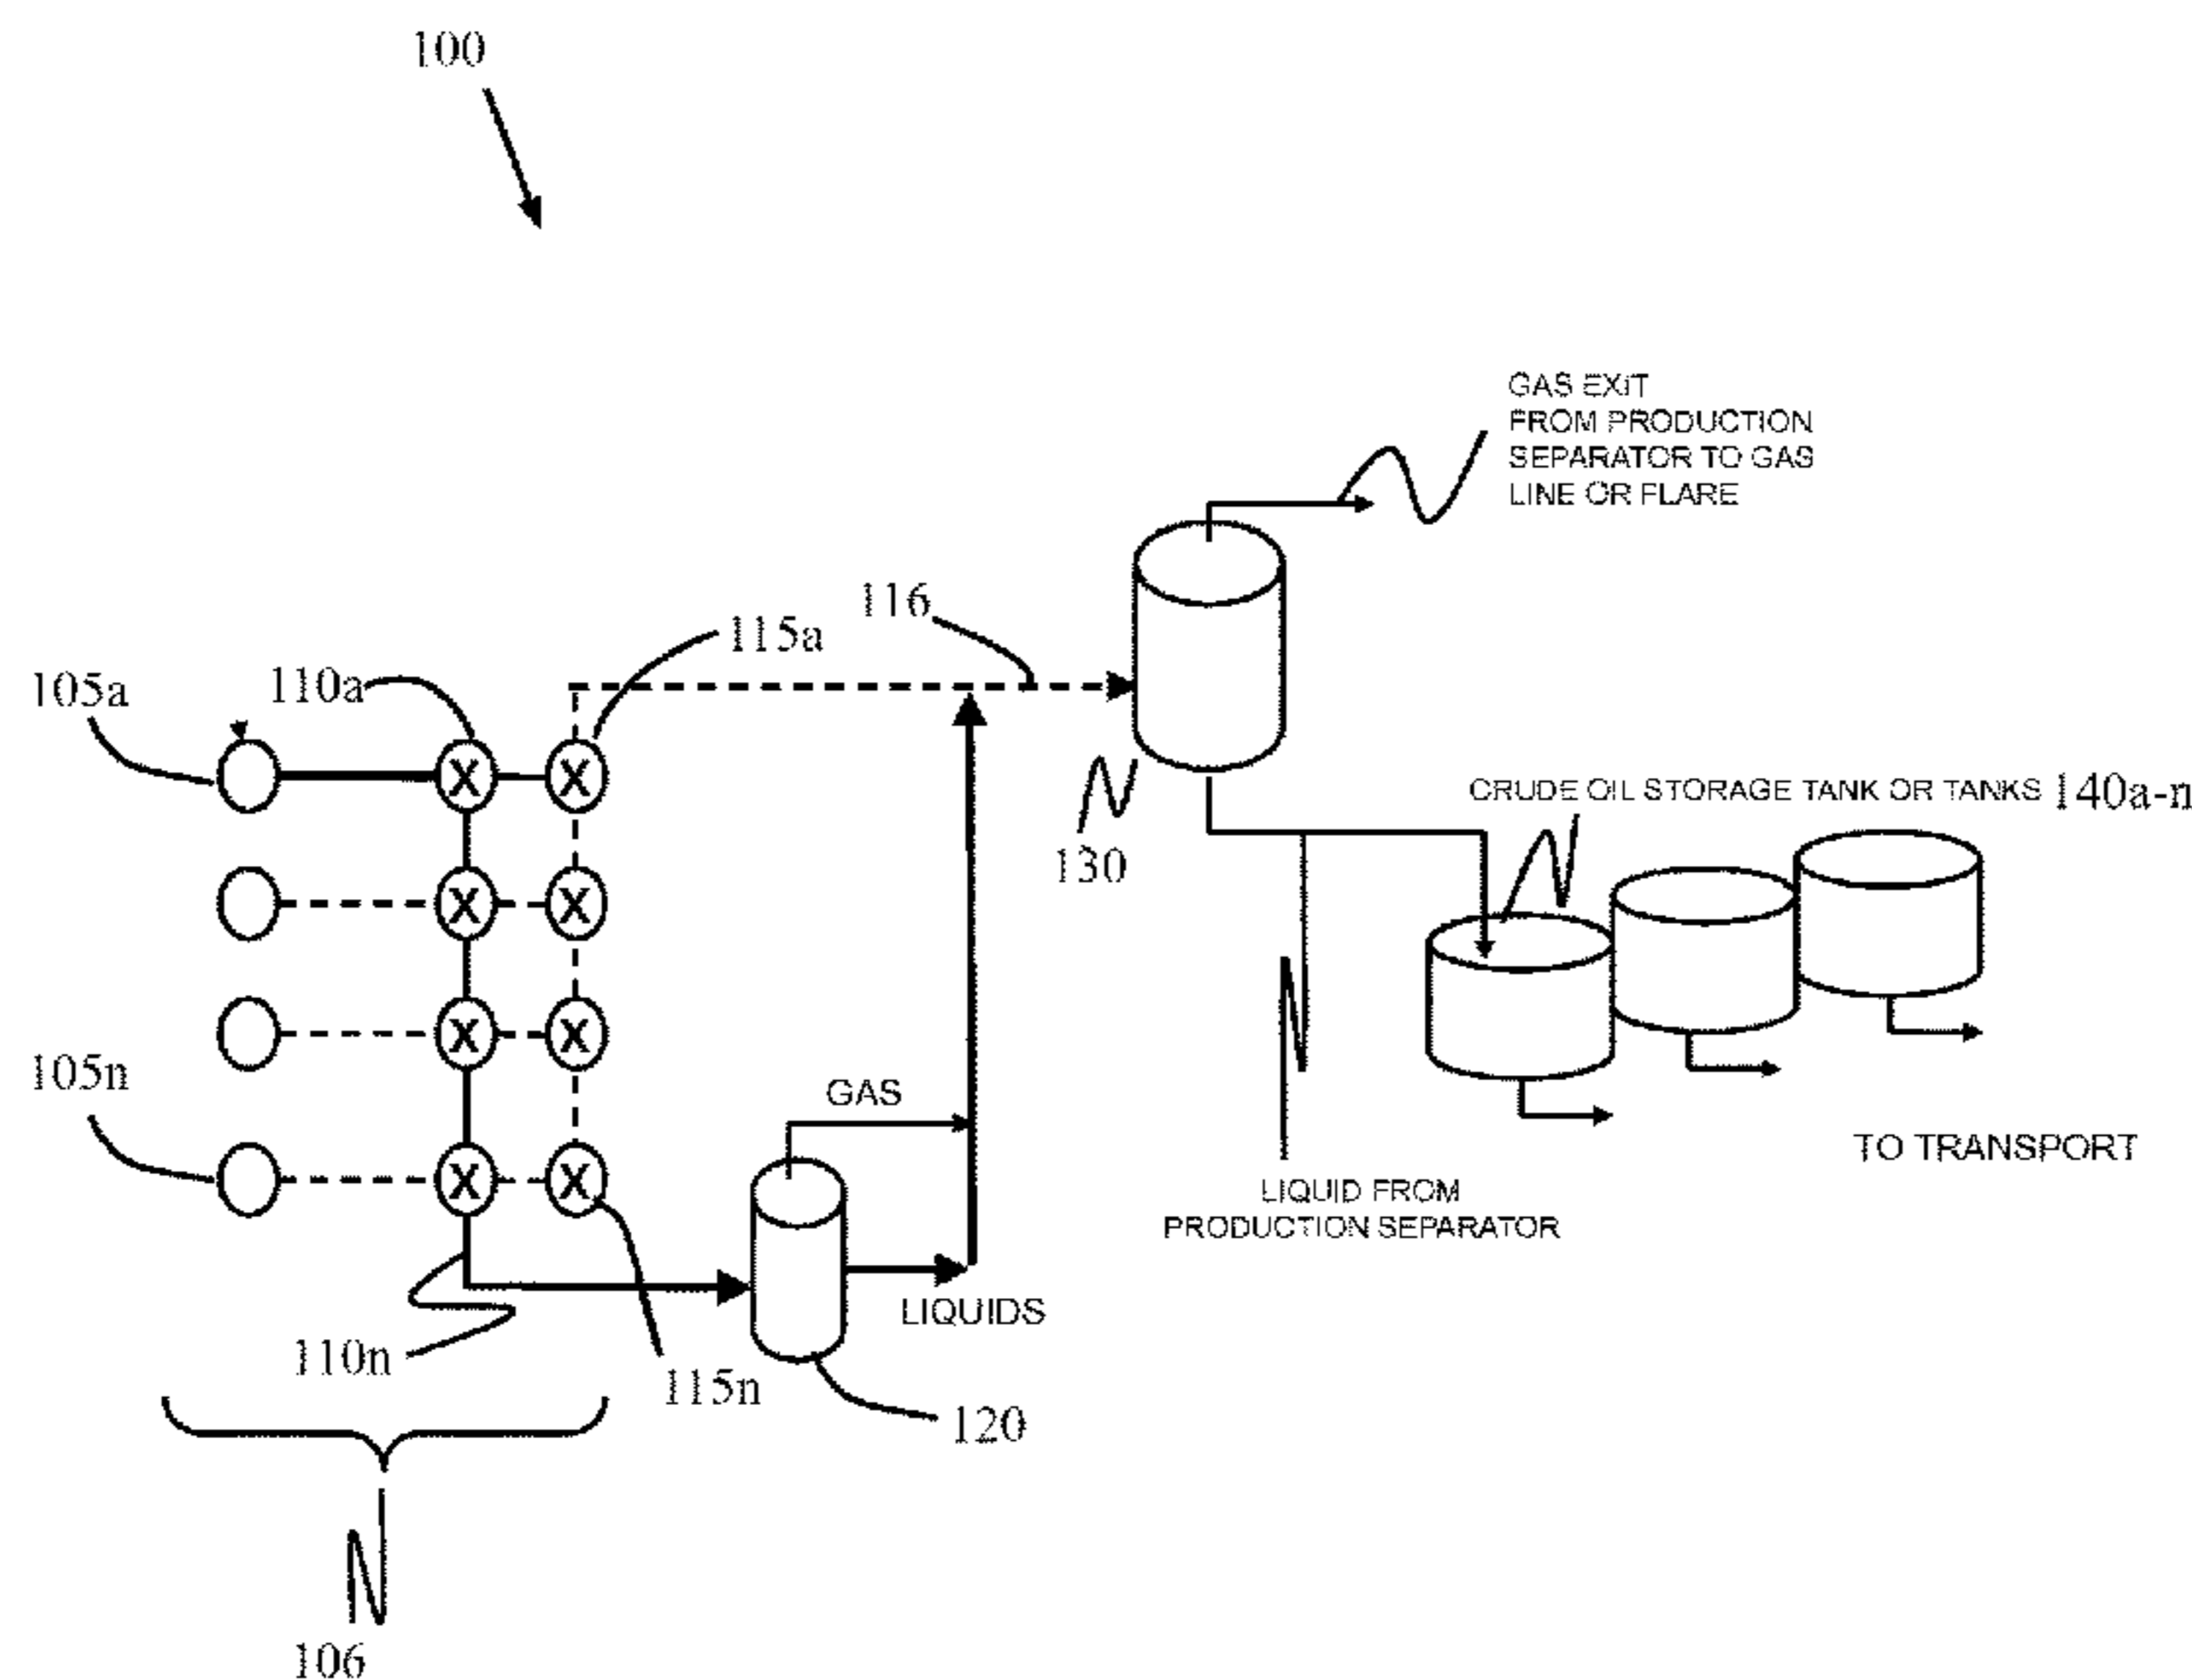 100
GAS EXIT
FROM PRODUCTION
SEPARATOR TO GAS
LINE OR FLARE
116
115a
110a
105a
CRUDE OIL STORAGE TANK OR TANKS 140a-n
130
X X
X X
X X
X X
105n
GAS
TO TRANSPORT
LIQUID FROM
PRODUCTION SEPARATOR
LIQUIDS
110n
115n
120
106